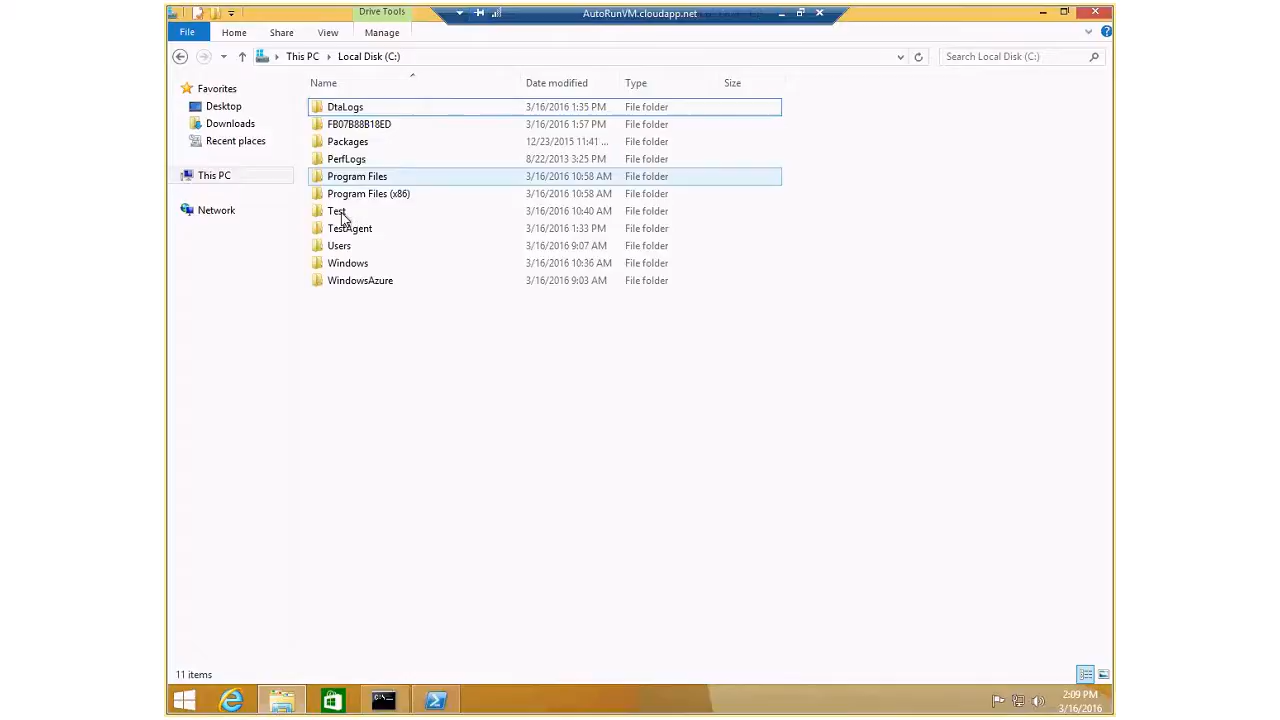 Drive Tools
AutoRunVM.cloudapp.net
File Home Share View Manage
This PC Local Disk (C:)
Search Local Disk (C:)
Name Date modified Type Size
Favorites
Desktop
Downloads
Recent places
This PC
Network
DtaLogs 3/16/2016 1:35 PM File folder
FB07B88B18ED 3/16/2016 1:57 PM File folder
Packages 12/23/2015 11:41 ... File folder
PerfLogs 8/22/2013 3:25 PM File folder
Program Files 3/16/2016 10:58 AM File folder
Program Files (x86) 3/16/2016 10:58 AM File folder
Test 3/16/2016 10:40 AM File folder
TestAgent 3/16/2016 1:33 PM File folder
Users 3/16/2016 9:07 AM File folder
Windows 3/16/2016 10:36 AM File folder
WindowsAzure 3/16/2016 9:03 AM File folder
11 items
2:09 PM
3/16/2016